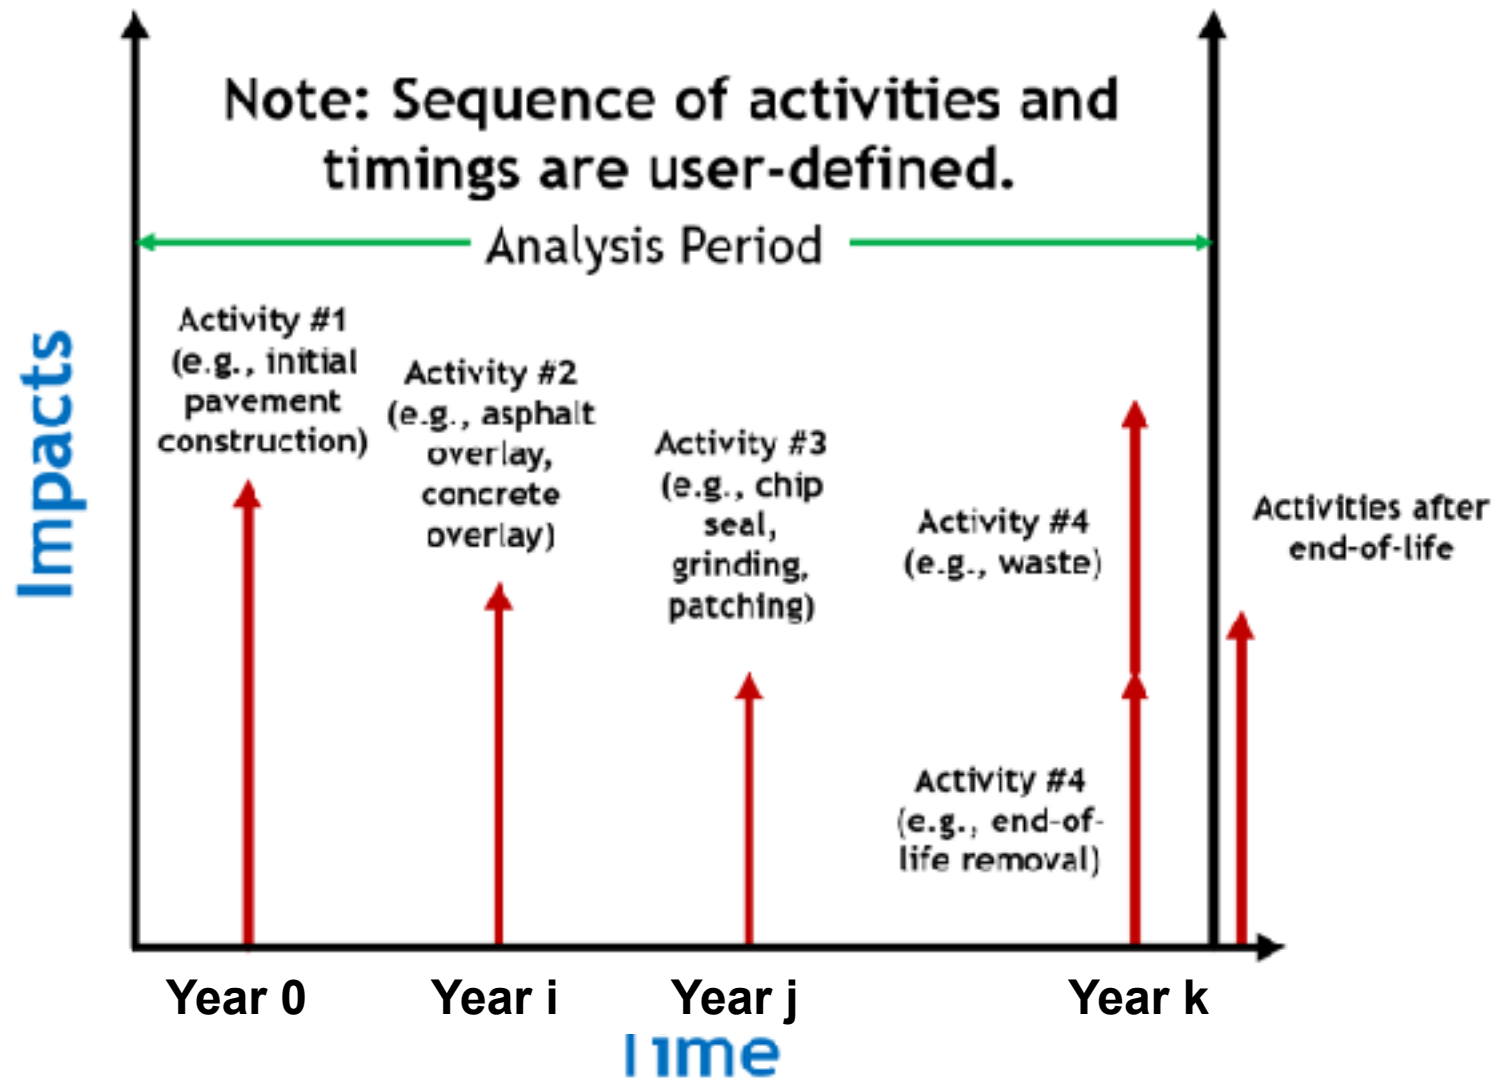 Note: Sequence of activities and
timings are user-defined.
Analysis Period
Impacts
Activity #1
(e.g., initial
pavement
construction)
Activity #2
(e.g., asphalt
overlay,
concrete
overlay)
Activity #3
(e.g., chip
seal,
grinding,
patching)
Activity #4
(e.g., waste)
Activity #4
(e.g., end-of-
life removal)
Activities after
end-of-life
Year 0
Year i
Year j
Year k
Time